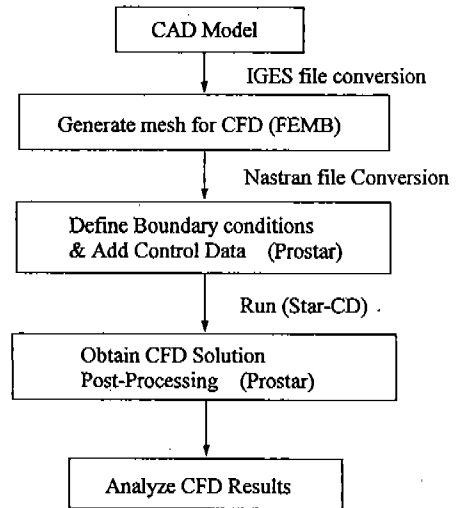 CAD Model
IGES file conversion
Generate mesh for CFD (FEMB)
Nastran file Conversion
Define Boundary conditions
& Add Control Data (Prostar)
Run (Star-CD)
Obtain CFD Solution
Post-Processing (Prostar)
Analyze CFD Results